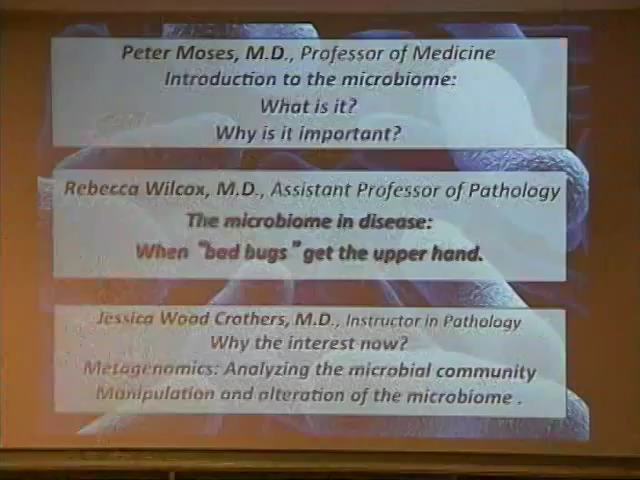 Peter Moses, M.D., Professor of Medicine
Introduction to the microbiome:
What is it?
Why is it important?
Rebecca Wilcox, M.D., Assistant Professor of Pathology
The microbiome in disease:
When "bad bugs" get the upper hand.
Jessica Wood Crothers, M.D., Instructor in Pathology
Why the interest now?
Metagenomics: Analyzing the microbial community
Manipulation and alteration of the microbiome .